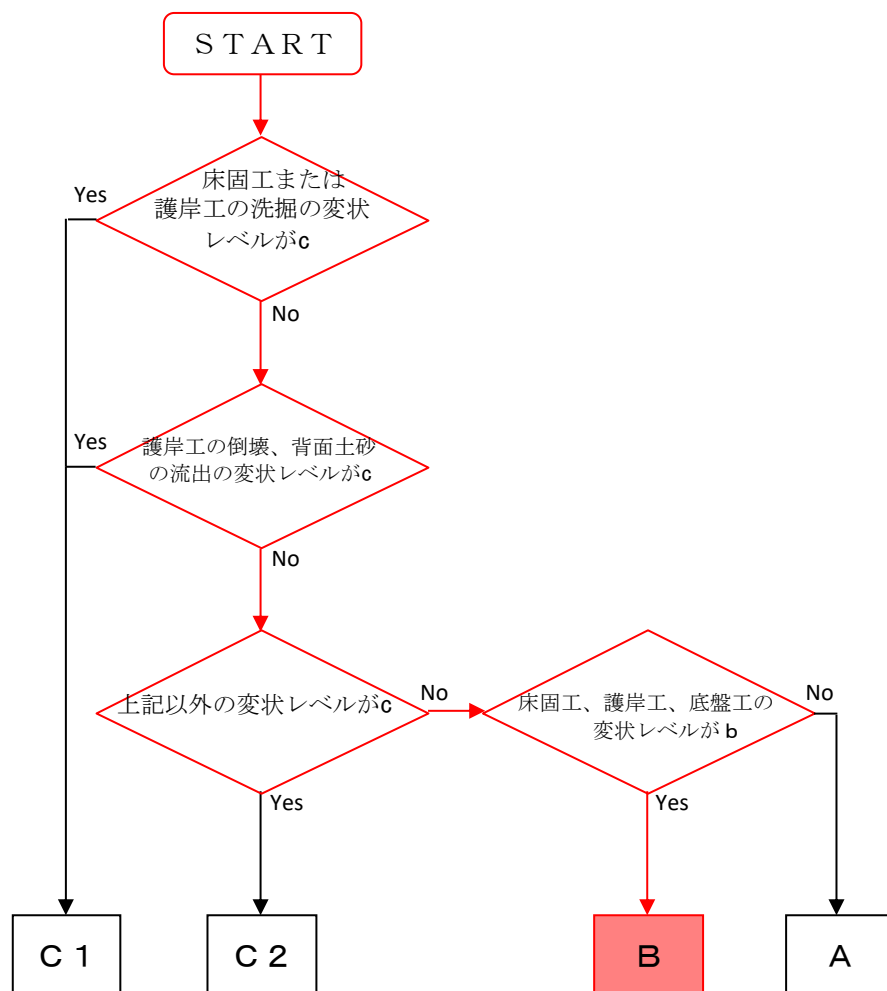 ＳＴＡＲＴ
床固工または
Yes
護岸工の洗掘の変状
レベルがc
No
Yes
護岸工の倒壊、背面土砂
の流出の変状レベルがc
No
上記以外の変状レベルがc
No
床固工、護岸工、底盤工の
変状レベルがｂ
No
Yes
Yes
Ｃ１
Ｃ２
Ｂ
Ａ